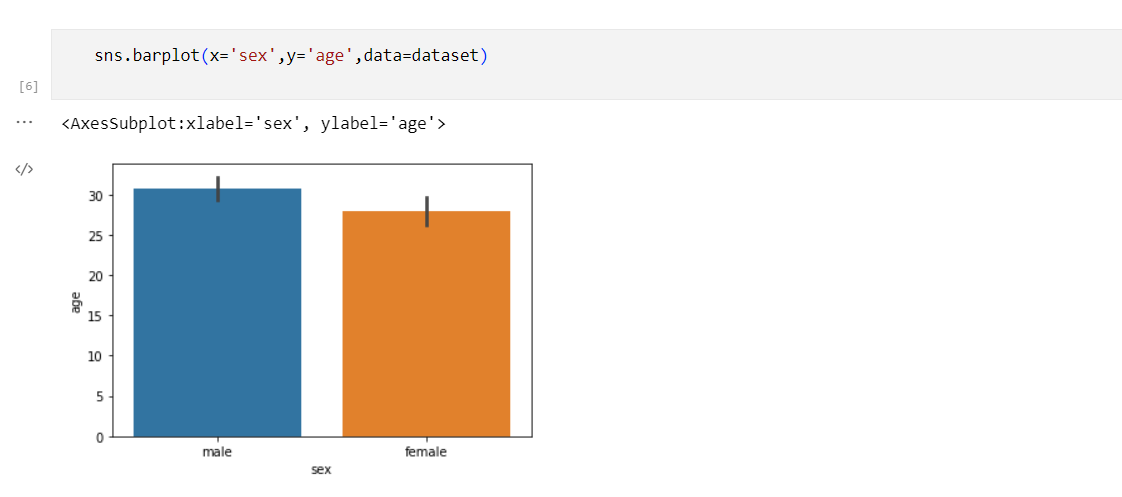 sns.barplot(x='sex',y='age',data=dataset)
[6]
...
<AxesSubplot:xlabel='sex', ylabel='age'>
</>
30
25
20
15
10
5
0
age
male female
sex